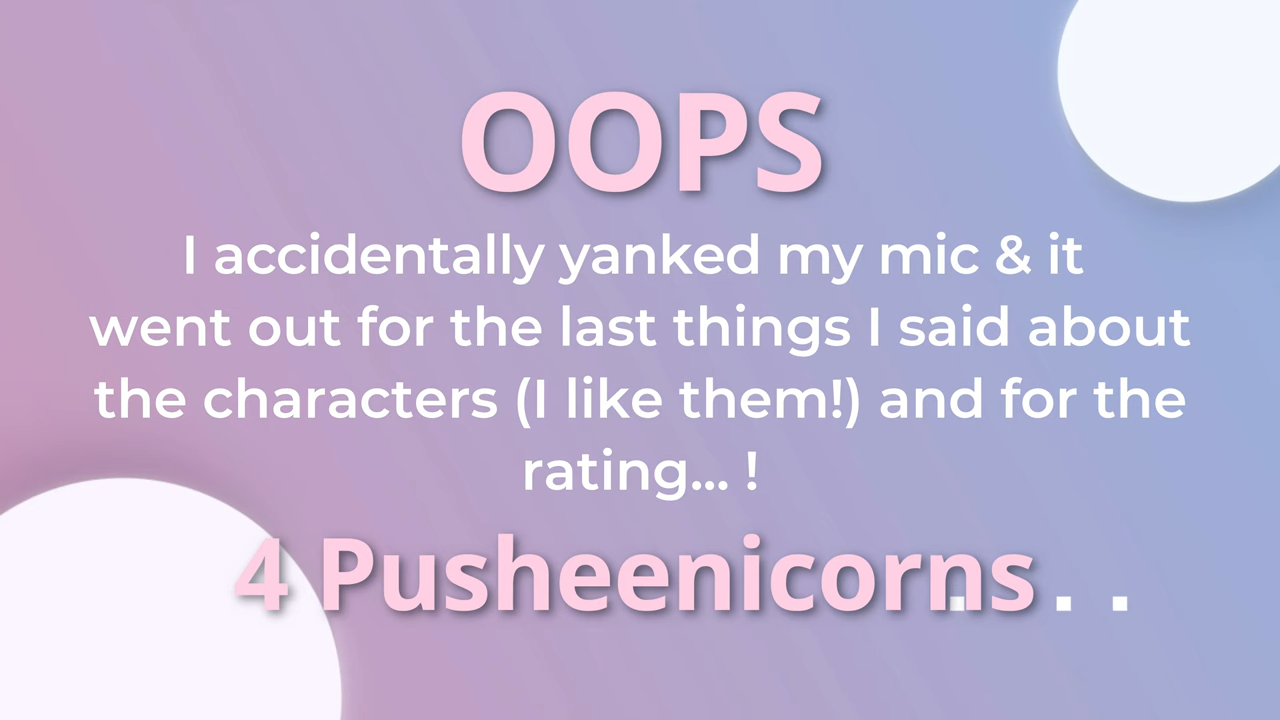 OOPS
I accidentally yanked my mic & it
went out for the last things I said about
the characters (I like them!) and for the
rating... !
4 Pusheenicorns . . .